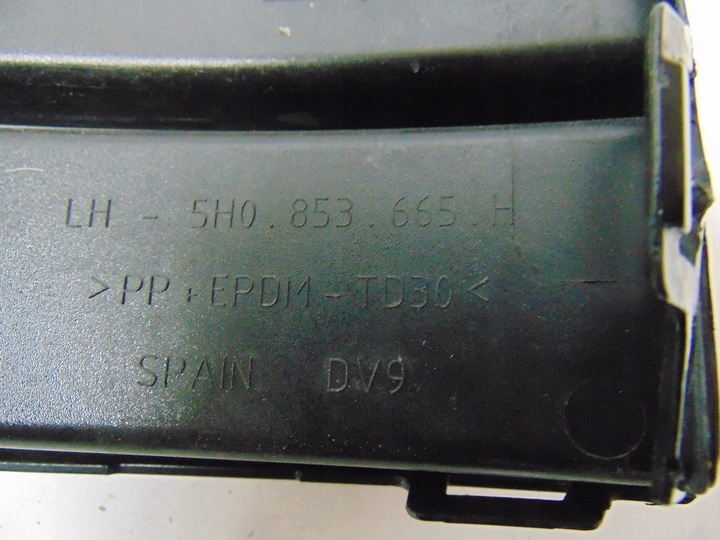 LH - 5H0.853.665.H
>PP+EPDM-TD30<
SPAIN DV9